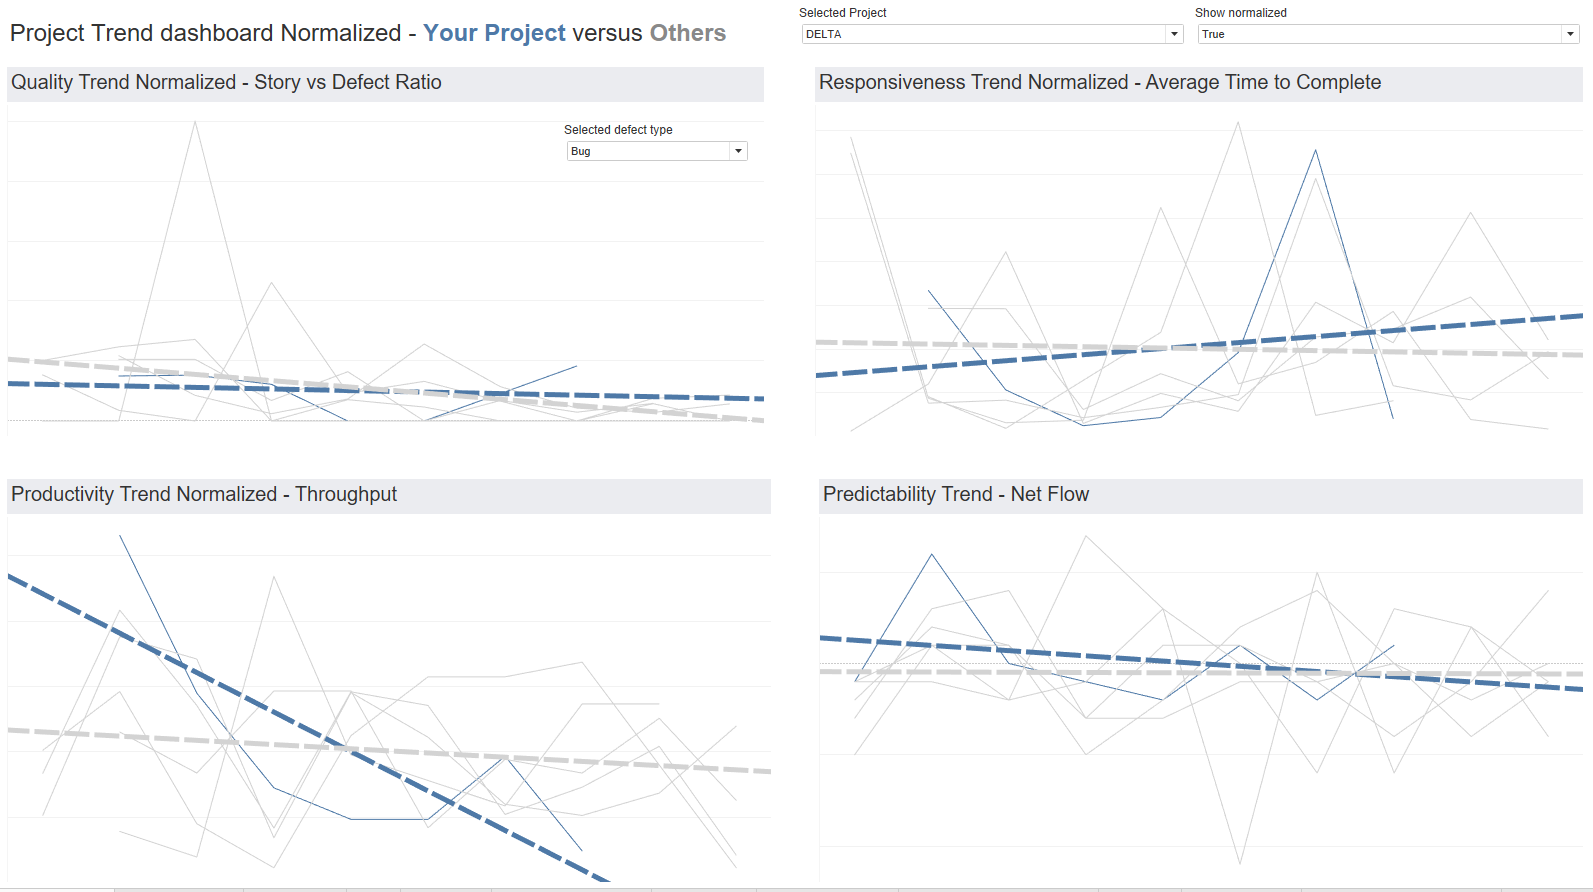 Project Trend dashboard Normalized - Your Project versus Others
Selected Project
DELTA
Show normalized
True
Quality Trend Normalized - Story vs Defect Ratio
Selected defect type
Bug
Responsiveness Trend Normalized - Average Time to Complete
Productivity Trend Normalized - Throughput
Predictability Trend - Net Flow